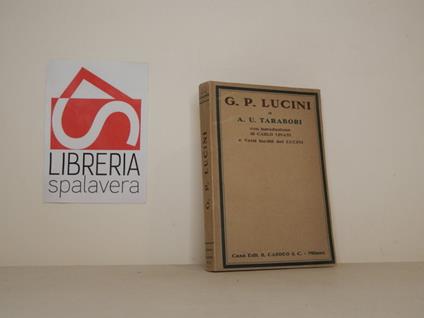 LIBRERIA
spalavera
G. P. LUCINI
G. P. LUCINI
di
A. U. TARABORI
con introduzione
di CARLO LINATI
e Versi inediti del LUCINI
Casa Edit. R. CADDEO & C. - Milano